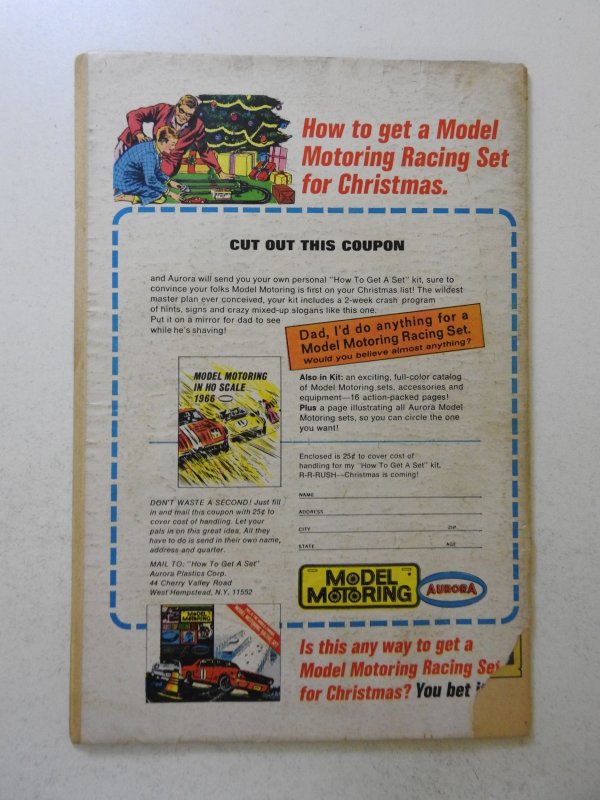 How to get a Model
Motoring Racing Set
for Christmas.
CUT OUT THIS COUPON
and Aurora will send you your own personal "How To Get A Set" kit, sure to
convince your folks Model Motoring is first on your Christmas list! The wildest
master plan ever conceived, your kit includes a 2-week crash program
of hints, signs and crazy mixed-up slogans like this one.
Put it on a mirror for dad to see
while he's shaving!
Dad, I'd do anything for a
Model Motoring Racing Set.
Would you believe almost anything?
MODEL MOTORING
IN HO SCALE
1966
Also in Kit: an exciting, full-color catalog
of Model Motoring sets, accessories and
equipment—16 action-packed pages!
Plus a page illustrating all Aurora Model
Motoring sets, so you can circle the one
you want!
Enclosed is 25¢ to cover cost of
handling for my "How To Get A Set" kit.
R-R-RUSH—Christmas is coming!
NAME
ADDRESS
CITY ZIP
STATE AGE
DON'T WASTE A SECOND! Just fill
in and mail this coupon with 25¢ to
cover cost of handling. Let your
pals in on this great idea. All they
have to do is send in their own name,
address and quarter.
MAIL TO: "How To Get A Set"
Aurora Plastics Corp.
44 Cherry Valley Road
West Hempstead, N.Y. 11552
MODEL
MOTORING
AURORA
MODEL
MOTORING
11
Is this any way to get a
Model Motoring Racing Set
for Christmas? You bet